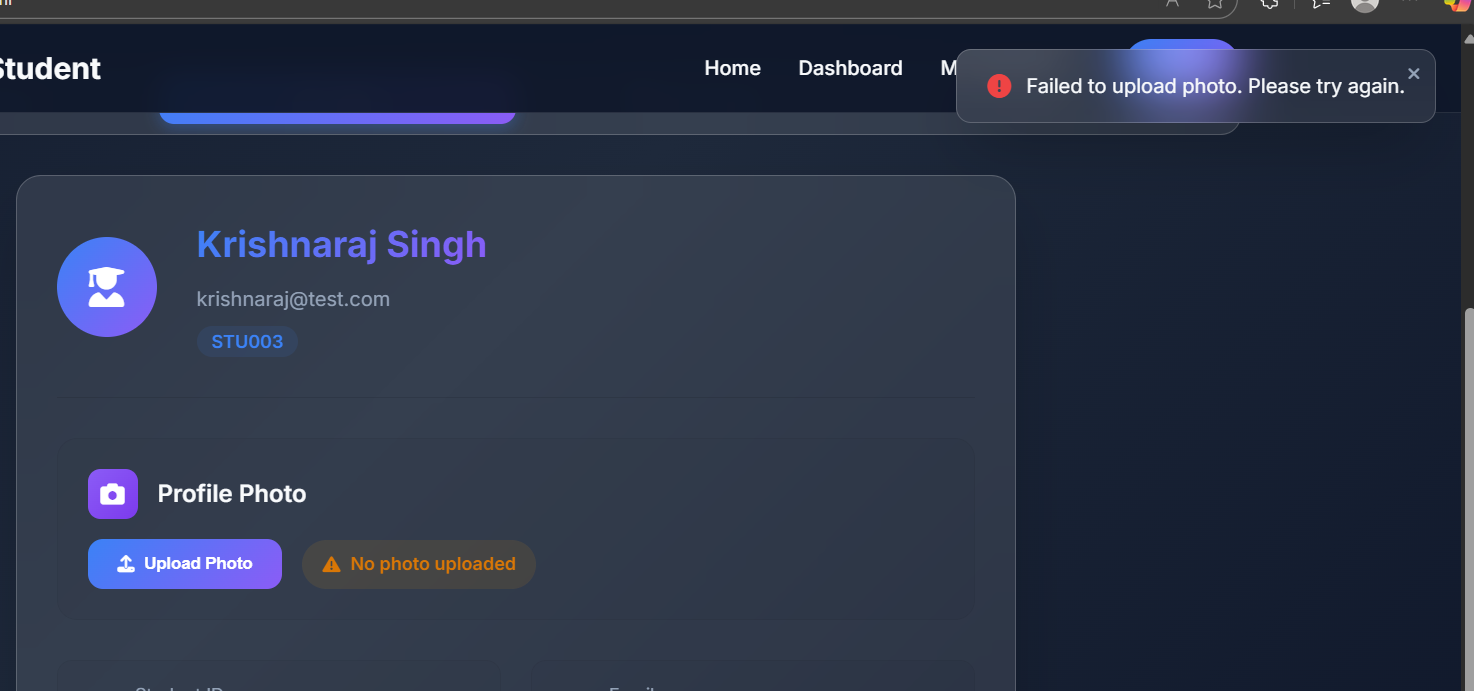 Student
Home
Dashboard
Failed to upload photo. Please try again.
Krishnaraj Singh
krishnaraj@test.com
STU003
Profile Photo
Upload Photo
No photo uploaded